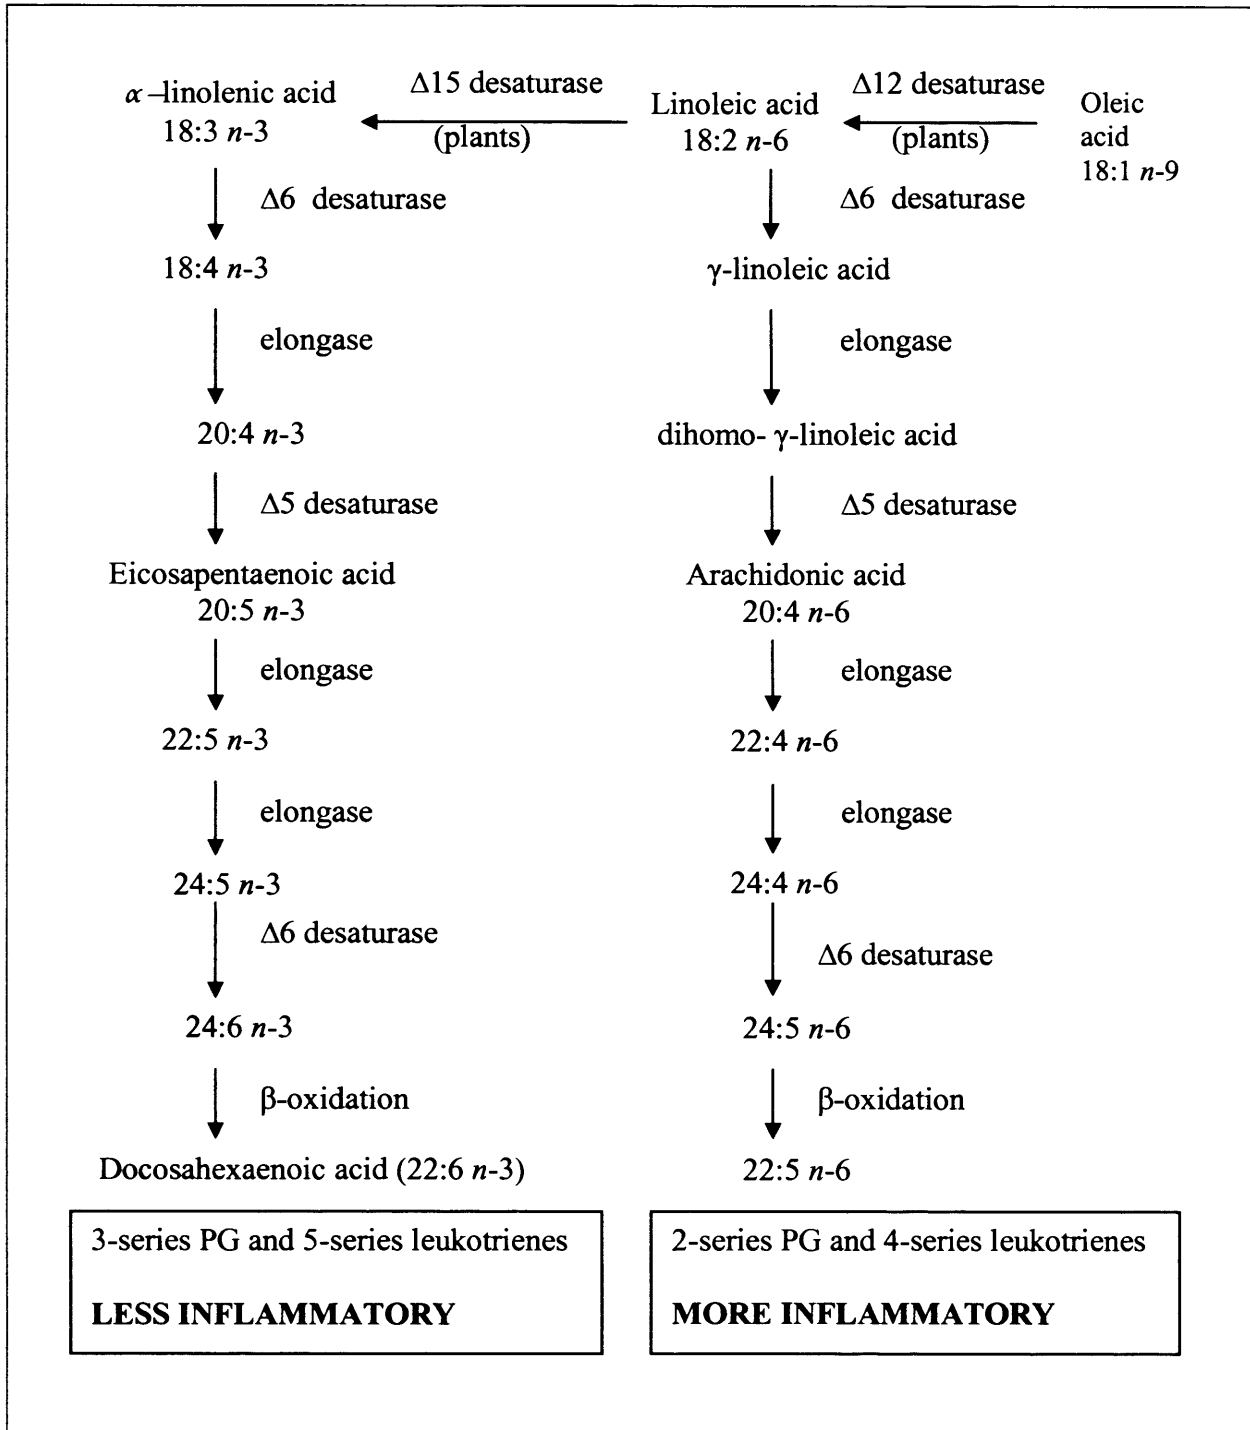 α –linolenic acid
18:3 n-3
Δ15 desaturase
(plants)
Linoleic acid
18:2 n-6
Δ12 desaturase
(plants)
Oleic
acid
18:1 n-9
Δ6 desaturase
Δ6 desaturase
18:4 n-3
γ-linoleic acid
elongase
elongase
20:4 n-3
dihomo- γ-linoleic acid
Δ5 desaturase
Δ5 desaturase
Eicosapentaenoic acid
20:5 n-3
Arachidonic acid
20:4 n-6
elongase
elongase
22:5 n-3
22:4 n-6
elongase
elongase
24:5 n-3
24:4 n-6
Δ6 desaturase
Δ6 desaturase
24:6 n-3
24:5 n-6
β-oxidation
β-oxidation
Docosahexaenoic acid (22:6 n-3)
22:5 n-6
3-series PG and 5-series leukotrienes
LESS INFLAMMATORY
2-series PG and 4-series leukotrienes
MORE INFLAMMATORY